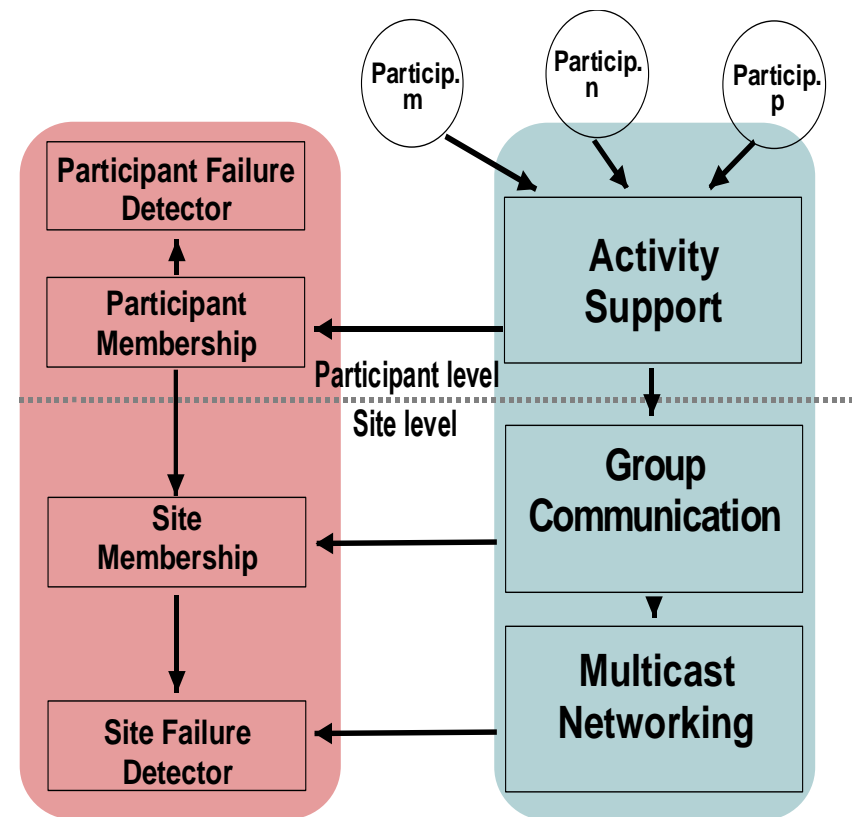 Particip.
m
Particip.
n
Particip.
p
Participant Failure
Detector
Participant
Membership
Activity
Support
Participant level
Site level
Group
Communication
Site
Membership
Multicast
Networking
Site Failure
Detector